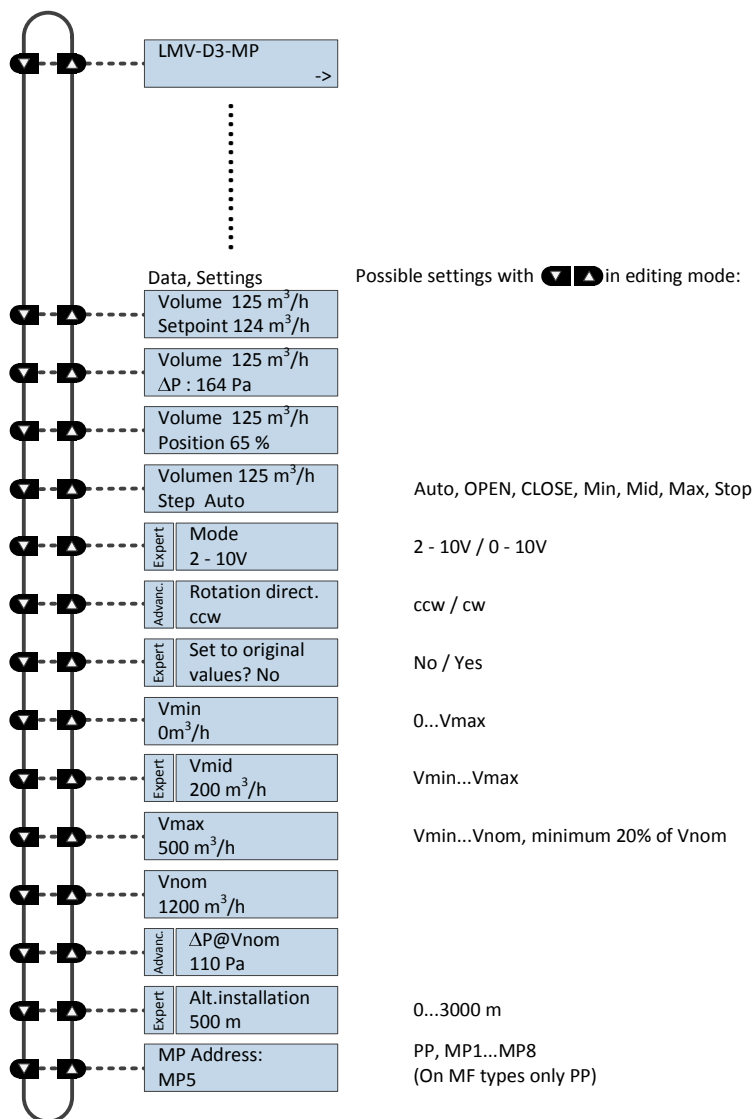 LMV-D3-MP
->
Data, Settings
Possible settings with in editing mode:
Volume 125 m³/h
Setpoint 124 m³/h
Volume 125 m³/h
ΔP : 164 Pa
Volume 125 m³/h
Position 65 %
Volumen 125 m³/h
Step Auto
Auto, OPEN, CLOSE, Min, Mid, Max, Stop
Expert
Mode
2 - 10V
2 - 10V / 0 - 10V
Advanc.
Rotation direct.
ccw
ccw / cw
Expert
Set to original
values? No
No / Yes
Vmin
0m³/h
0...Vmax
Expert
Vmid
200 m³/h
Vmin...Vmax
Vmax
500 m³/h
Vmin...Vnom, minimum 20% of Vnom
Vnom
1200 m³/h
Advanc.
ΔP@Vnom
110 Pa
Expert
Alt.installation
500 m
0...3000 m
MP Address:
MP5
PP, MP1...MP8
(On MF types only PP)